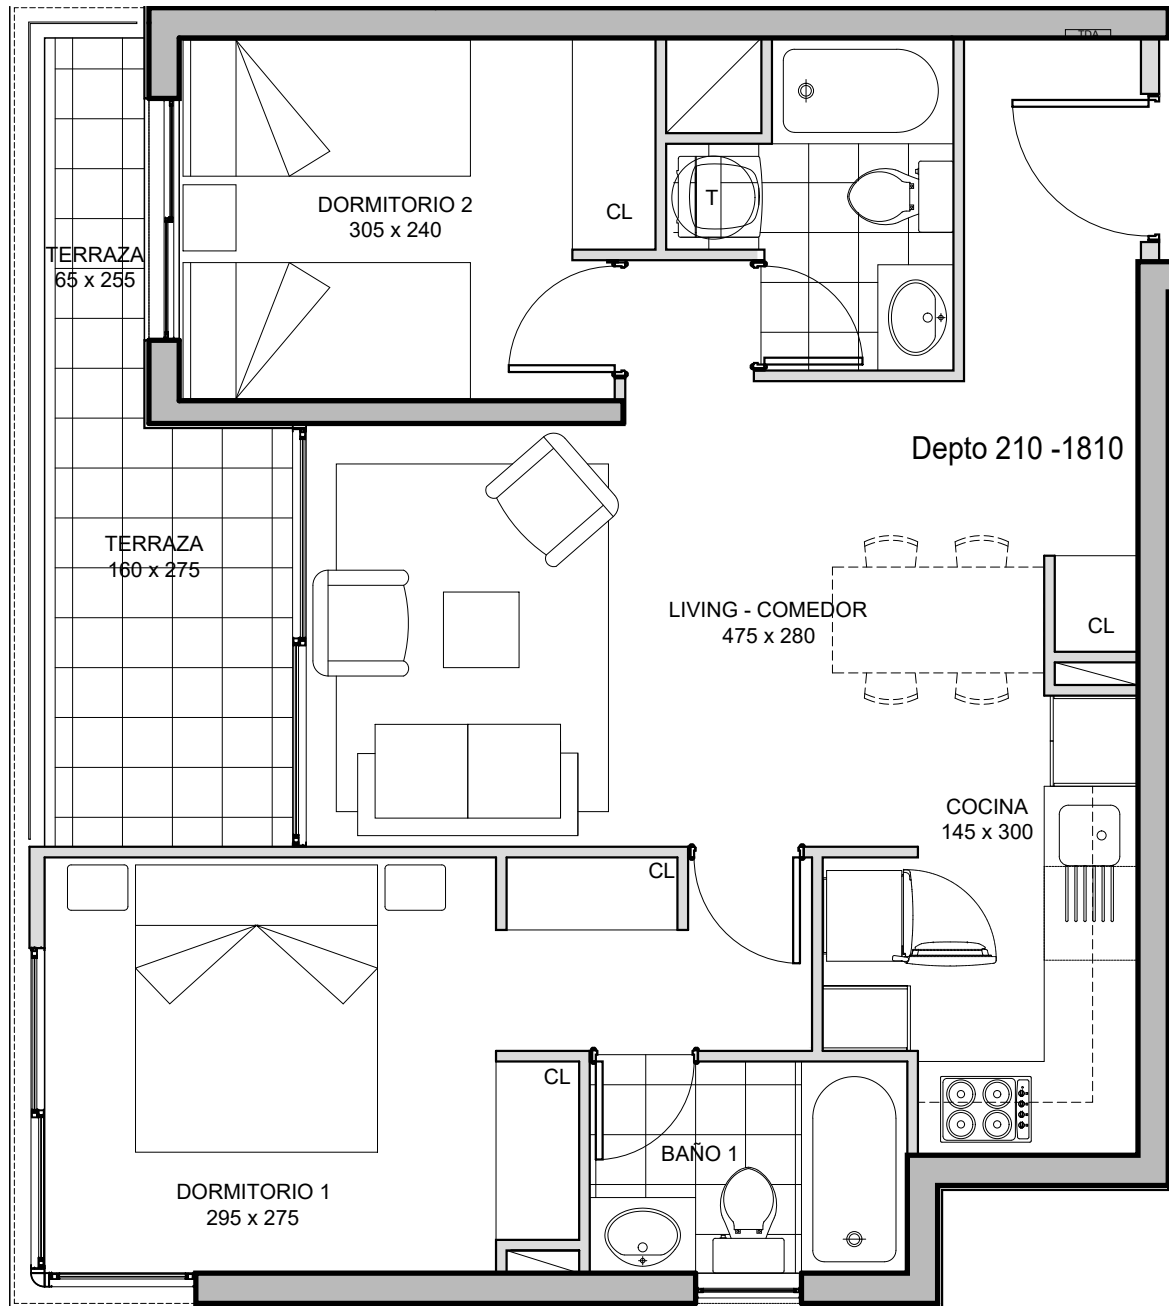 TDA
DORMITORIO 2
305 x 240
CL
T
TERRAZA
65 x 255
Depto 210 -1810
TERRAZA
160 x 275
LIVING - COMEDOR
475 x 280
CL
COCINA
145 x 300
CL
CL
BAÑO 1
DORMITORIO 1
295 x 275